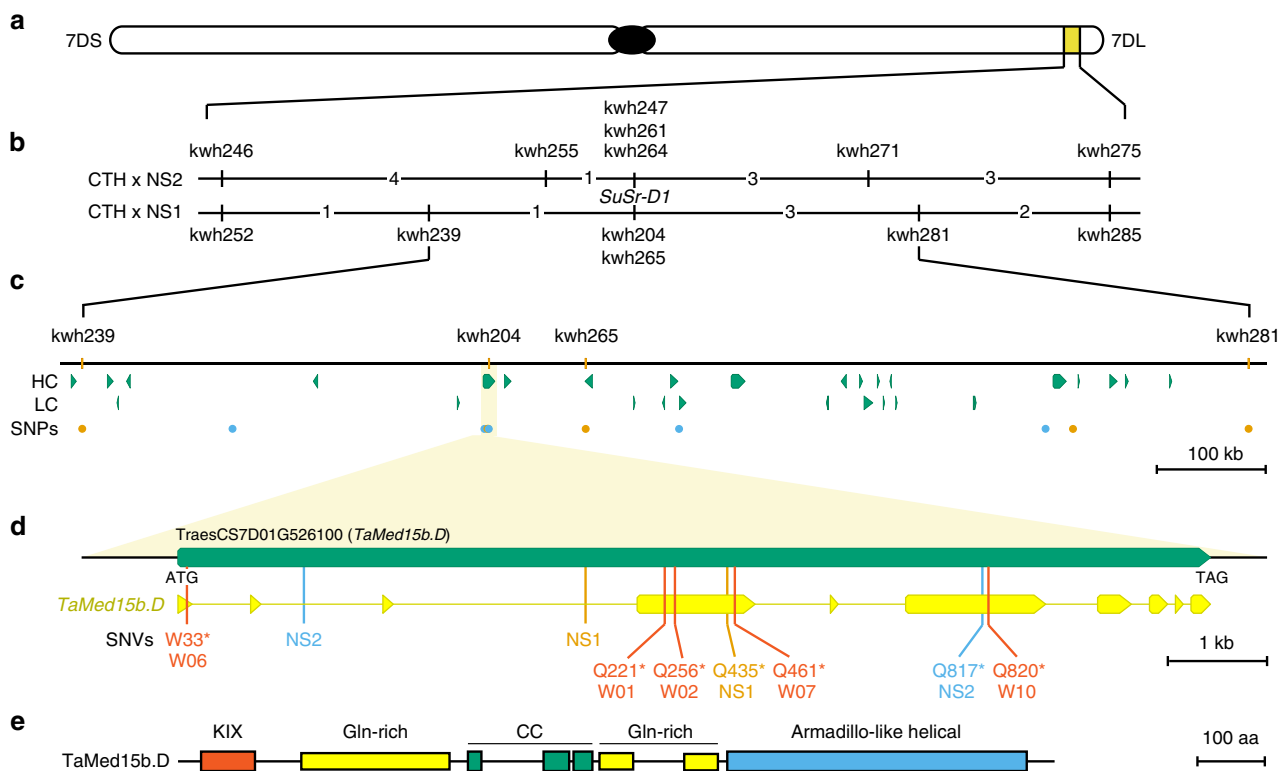 a
7DS
7DL
kwh247
kwh261
b
kwh246 kwh255 kwh264 kwh271 kwh275
CTH x NS2 4 1 3 3
SuSr-D1
CTH x NS1 1 1 3 2
kwh252 kwh239 kwh204 kwh281 kwh285
kwh265
c
kwh239 kwh204 kwh265 kwh281
HC
LC
SNPs
100 kb
d
TraesCS7D01G526100 (TaMed15b.D)
ATG TAG
TaMed15b.D
SNVs W33* NS2 NS1
W06
1 kb
Q221* Q256* Q435* Q461* Q817* Q820*
W01 W02 NS1 W07 NS2 W10
e
KIX Gln-rich CC Gln-rich Armadillo-like helical
100 aa
TaMed15b.D